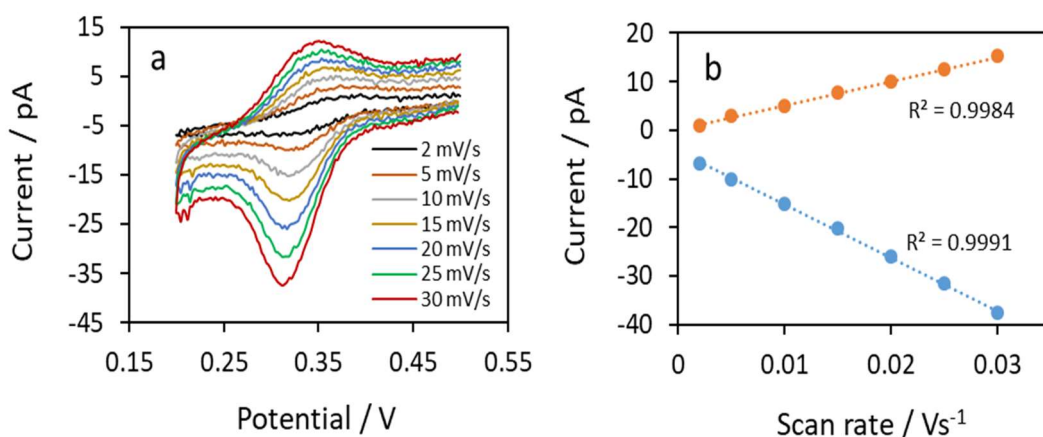 a
Current / pA
15
5
-5
-15
-25
-35
-45
0.15
0.25
0.35
0.45
0.55
Potential / V
2 mV/s
5 mV/s
10 mV/s
15 mV/s
20 mV/s
25 mV/s
30 mV/s
b
Current / pA
20
10
0
-10
-20
-30
-40
0
0.01
0.02
0.03
Scan rate / Vs⁻¹
R² = 0.9984
R² = 0.9991